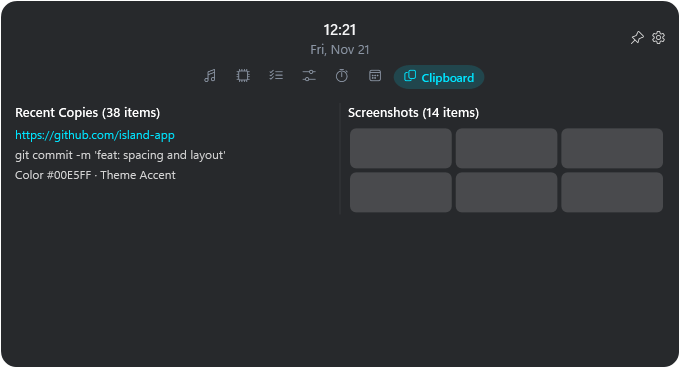 12:21
Fri, Nov 21
Clipboard
Recent Copies (38 items)
https://github.com/island-app
git commit -m 'feat: spacing and layout'
Color #00E5FF · Theme Accent
Screenshots (14 items)